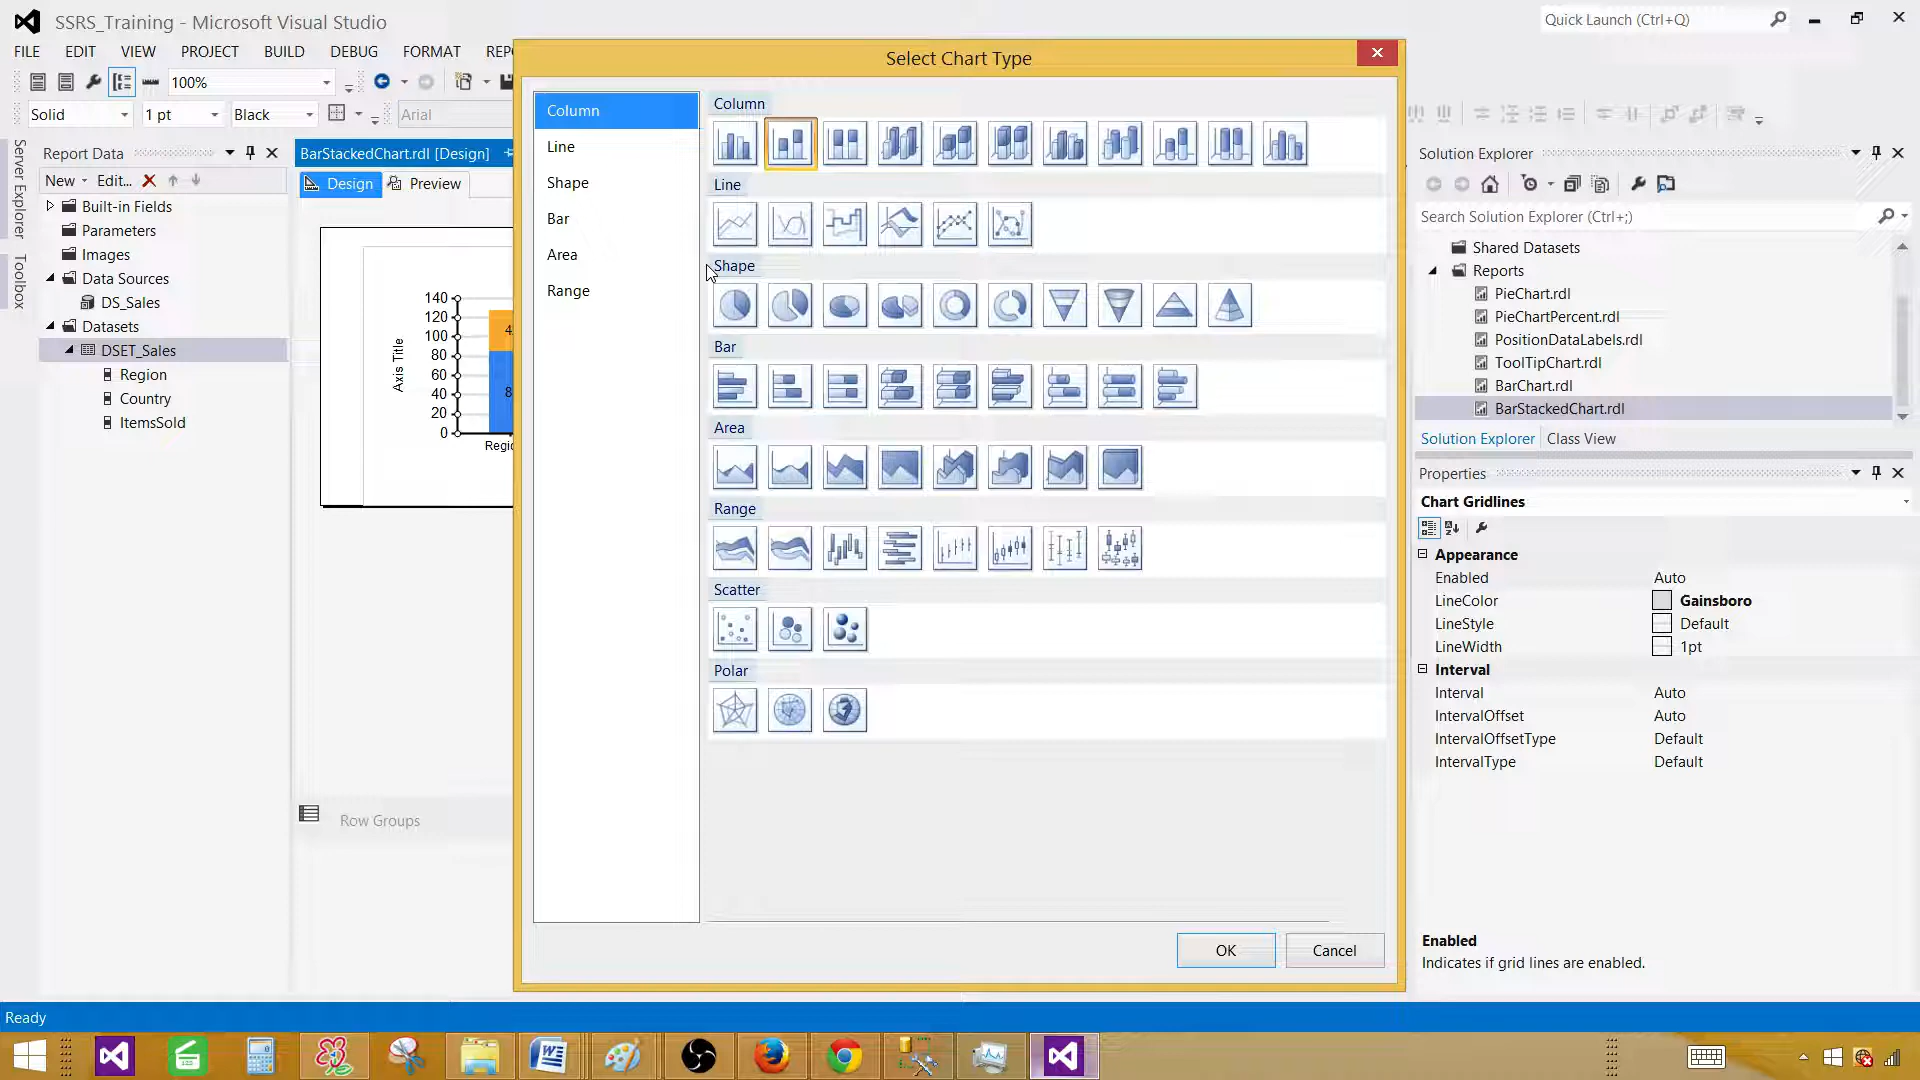 SSRS_Training - Microsoft Visual Studio
Quick Launch (Ctrl+Q)
FILE EDIT VIEW PROJECT BUILD DEBUG FORMAT
100%
Solid 1 pt Black Arial
Server Explorer
Toolbox
Report Data
New Edit...
Built-in Fields
Parameters
Images
Data Sources
DS_Sales
Datasets
DSET_Sales
Region
Country
ItemsSold
BarStackedChart.rdl [Design]
Design Preview
140
120
100
80
60
40
20
0
Axis Title
Row Groups
Select Chart Type
Column
Line
Shape
Bar
Area
Range
Column
Line
Shape
Bar
Area
Range
Scatter
Polar
OK Cancel
Solution Explorer
Search Solution Explorer (Ctrl+;)
Shared Datasets
Reports
PieChart.rdl
PieChartPercent.rdl
PositionDataLabels.rdl
ToolTipChart.rdl
BarChart.rdl
BarStackedChart.rdl
Solution Explorer Class View
Properties
Chart Gridlines
Appearance
Enabled Auto
LineColor Gainsboro
LineStyle Default
LineWidth 1pt
Interval
Interval Auto
IntervalOffset Auto
IntervalOffsetType Default
IntervalType Default
Enabled
Indicates if grid lines are enabled.
Ready